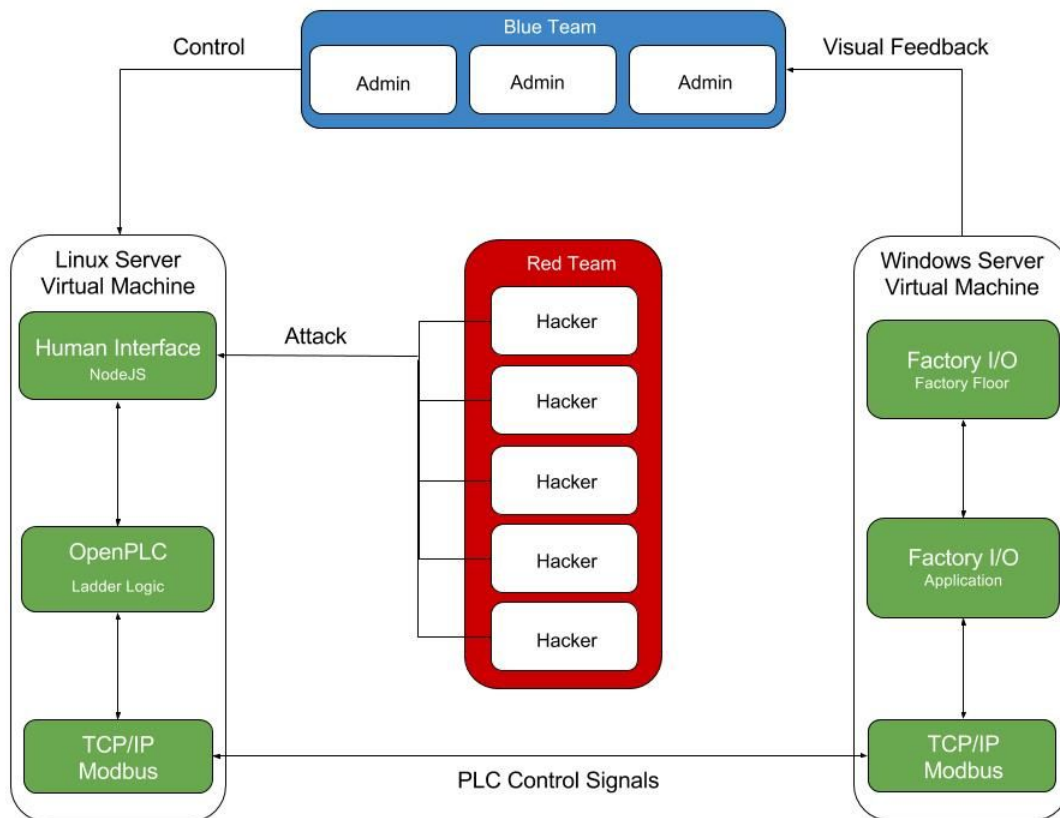 Blue Team
Control
Visual Feedback
Admin
Admin
Admin
Linux Server
Virtual Machine
Human Interface
NodeJS
OpenPLC
Ladder Logic
TCP/IP
Modbus
Attack
Red Team
Hacker
Hacker
Hacker
Hacker
Hacker
PLC Control Signals
Windows Server
Virtual Machine
Factory I/O
Factory Floor
Factory I/O
Application
TCP/IP
Modbus